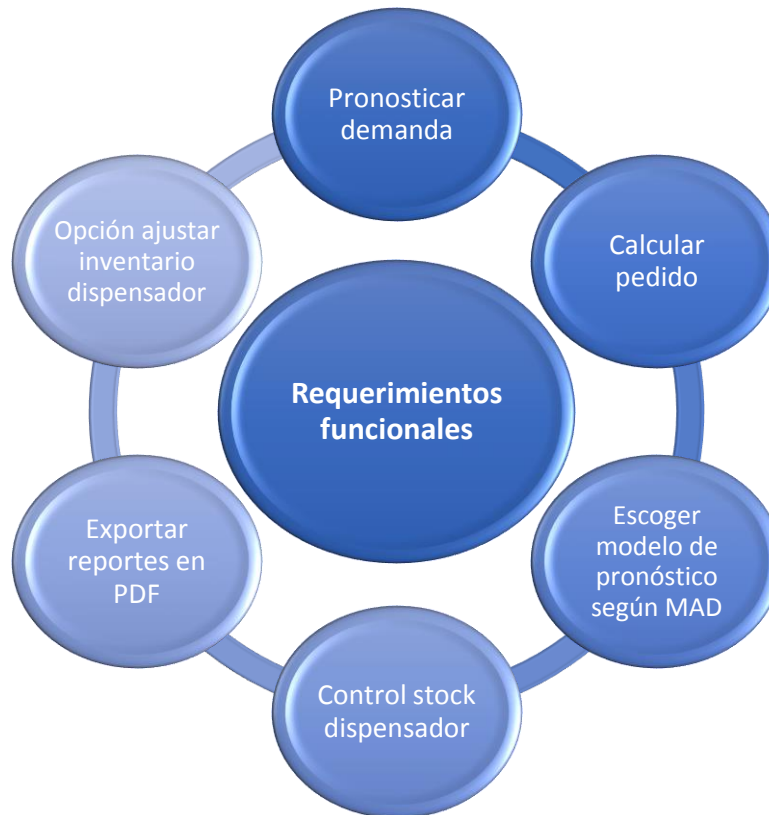 Pronosticar
demanda
Calcular
pedido
Escoger
modelo de
pronóstico
según MAD
Control stock
dispensador
Exportar
reportes en
PDF
Opción ajustar
inventario
dispensador
Requerimientos
funcionales